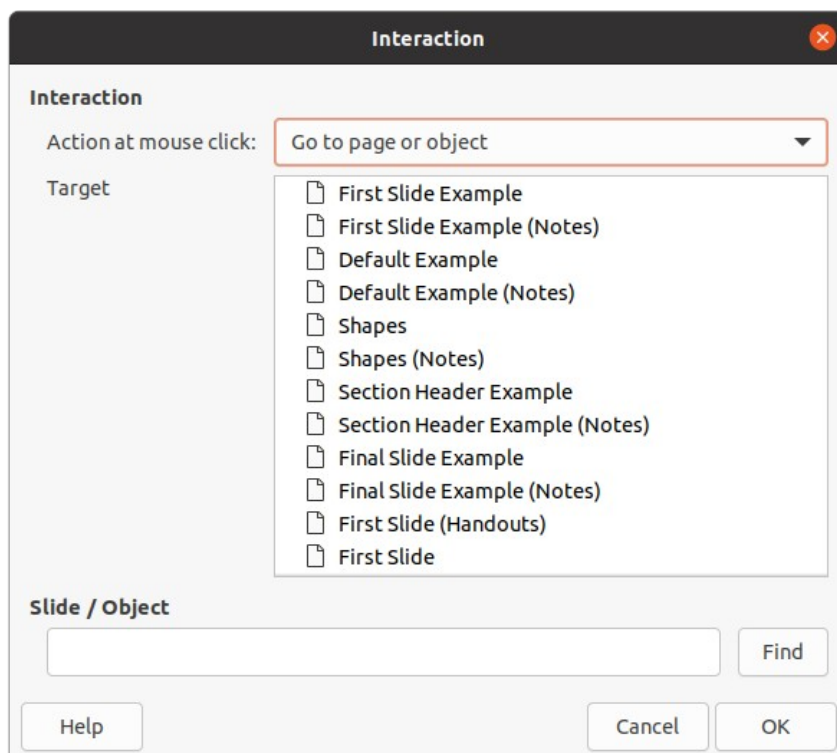 Interaction
Interaction
Action at mouse click: Go to page or object
Target
First Slide Example
First Slide Example (Notes)
Default Example
Default Example (Notes)
Shapes
Shapes (Notes)
Section Header Example
Section Header Example (Notes)
Final Slide Example
Final Slide Example (Notes)
First Slide (Handouts)
First Slide
Slide / Object
Find
Help Cancel OK